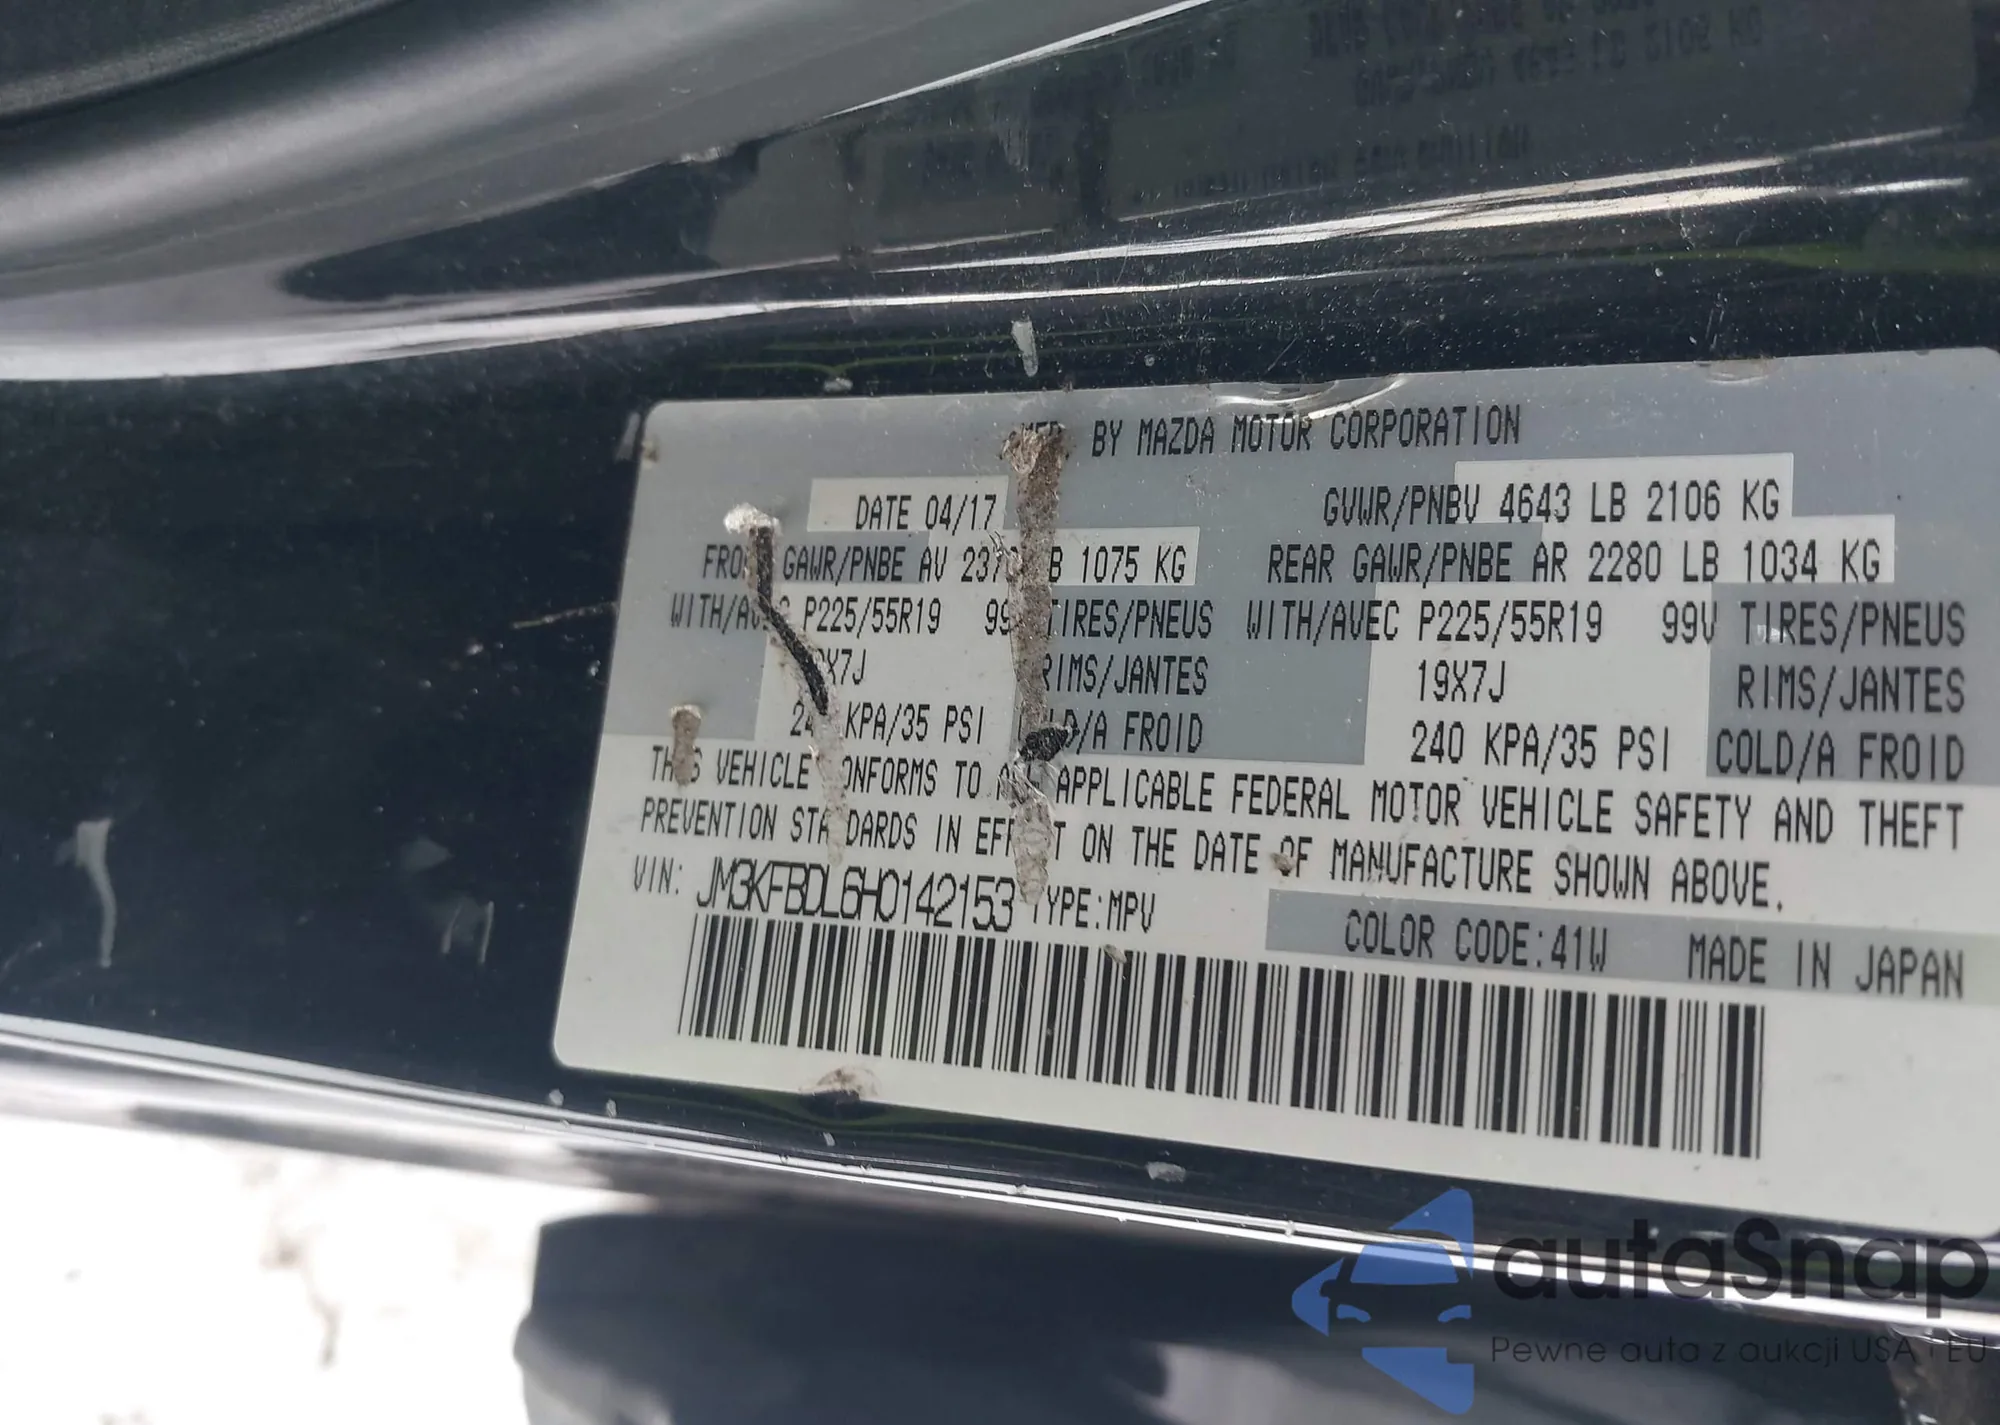 BY MAZDA MOTOR CORPORATION
DATE 04/17 GVWR/PNBV 4643 LB 2106 KG
GAWR/PNBE AV 1075 KG REAR GAWR/PNBE AR 2280 LB 1034 KG
P225/55R19 TIRES/PNEUS WITH/AVEC P225/55R19 99V TIRES/PNEUS
RIMS/JANTES 19X7J RIMS/JANTES
KPA/35 PSI FROID 240 KPA/35 PSI COLD/A FROID
VEHICLE TO APPLICABLE FEDERAL MOTOR VEHICLE SAFETY AND THEFT
PREVENTION IN ON THE DATE OF MANUFACTURE SHOWN ABOVE.
VIN: JM3KFBDL6H0142153 TYPE:MPV
COLOR CODE:41W MADE IN JAPAN
autaSnap
Pewne auta z aukcji USA i EU